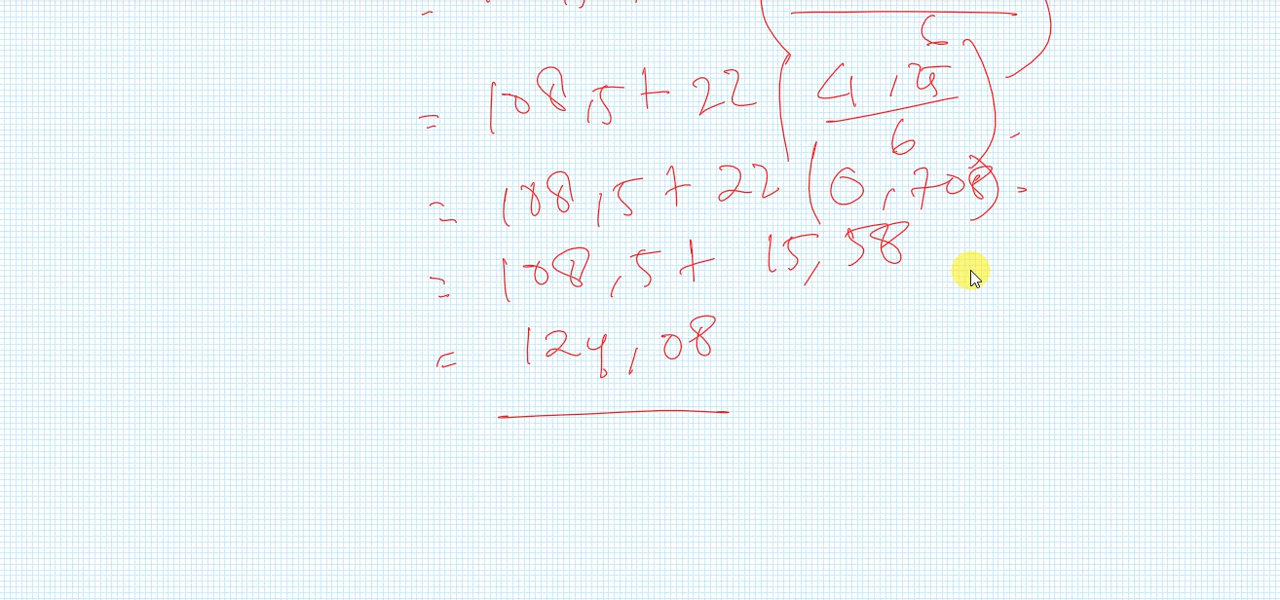 = 108,5 + 22 ( 4,25 / 6 )
= 108,5 + 22 ( 0,708 ) =
= 108,5 + 15,58
= 124,08